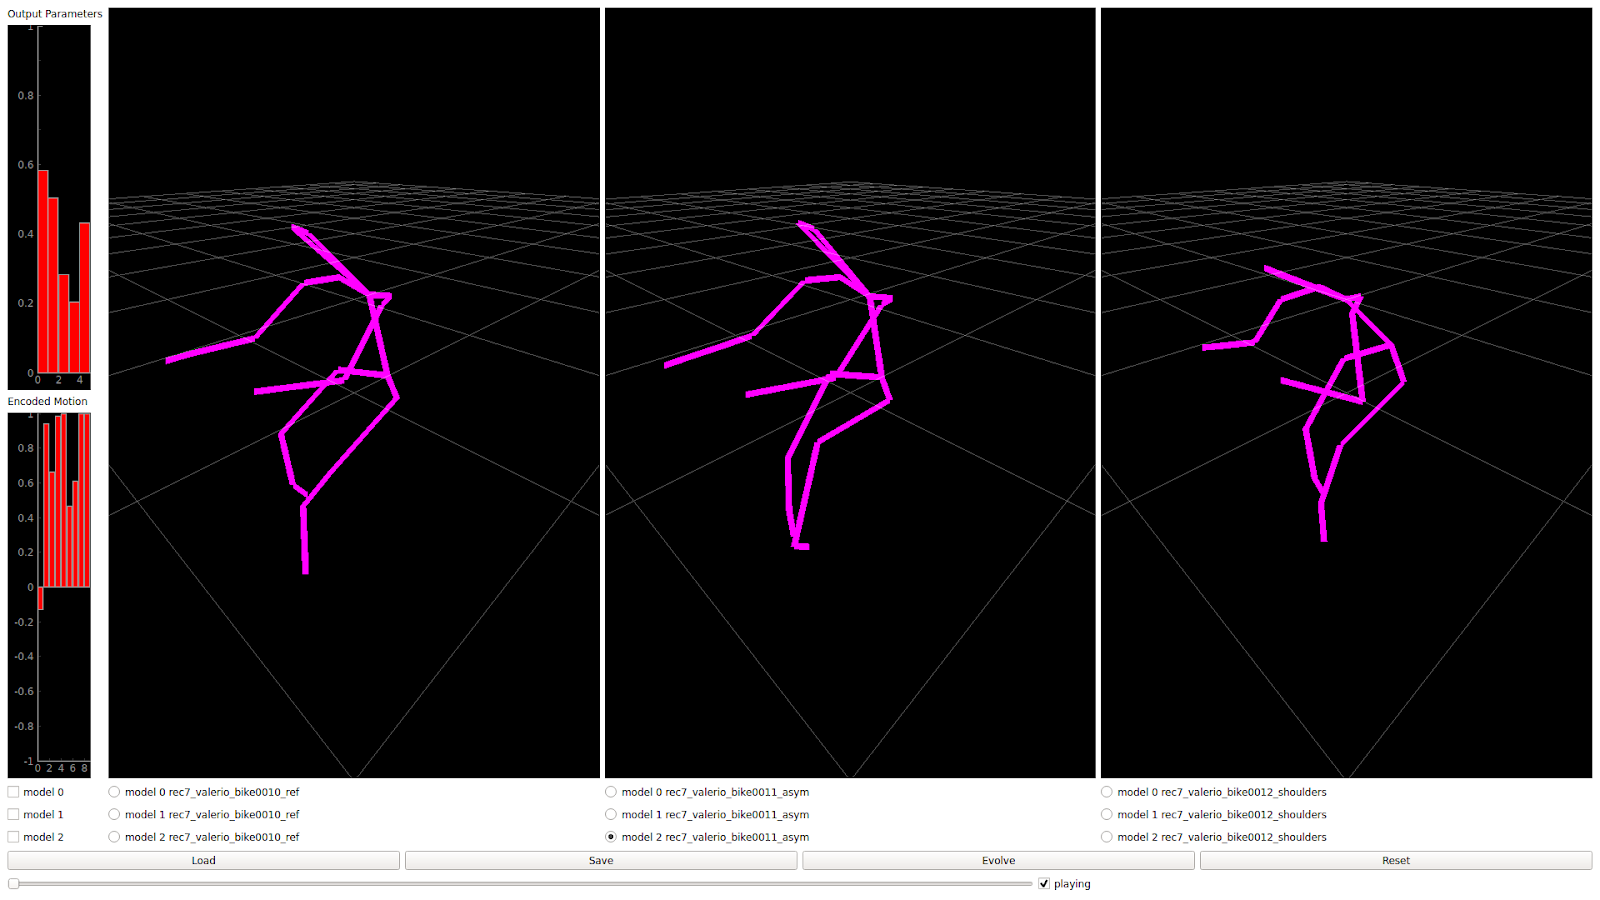 Output Parameters
1
0.8
0.6
0.4
0.2
0
0 2 4
Encoded Motion
1
0.8
0.6
0.4
0.2
0
-0.2
-0.4
-0.6
-0.8
-1
0 2 4 6 8
model 0 model 0 rec7_valerio_bike0010_ref model 0 rec7_valerio_bike0011_asym model 0 rec7_valerio_bike0012_shoulders
model 1 model 1 rec7_valerio_bike0010_ref model 1 rec7_valerio_bike0011_asym model 1 rec7_valerio_bike0012_shoulders
model 2 model 2 rec7_valerio_bike0010_ref model 2 rec7_valerio_bike0011_asym model 2 rec7_valerio_bike0012_shoulders
Load Save Evolve Reset
playing